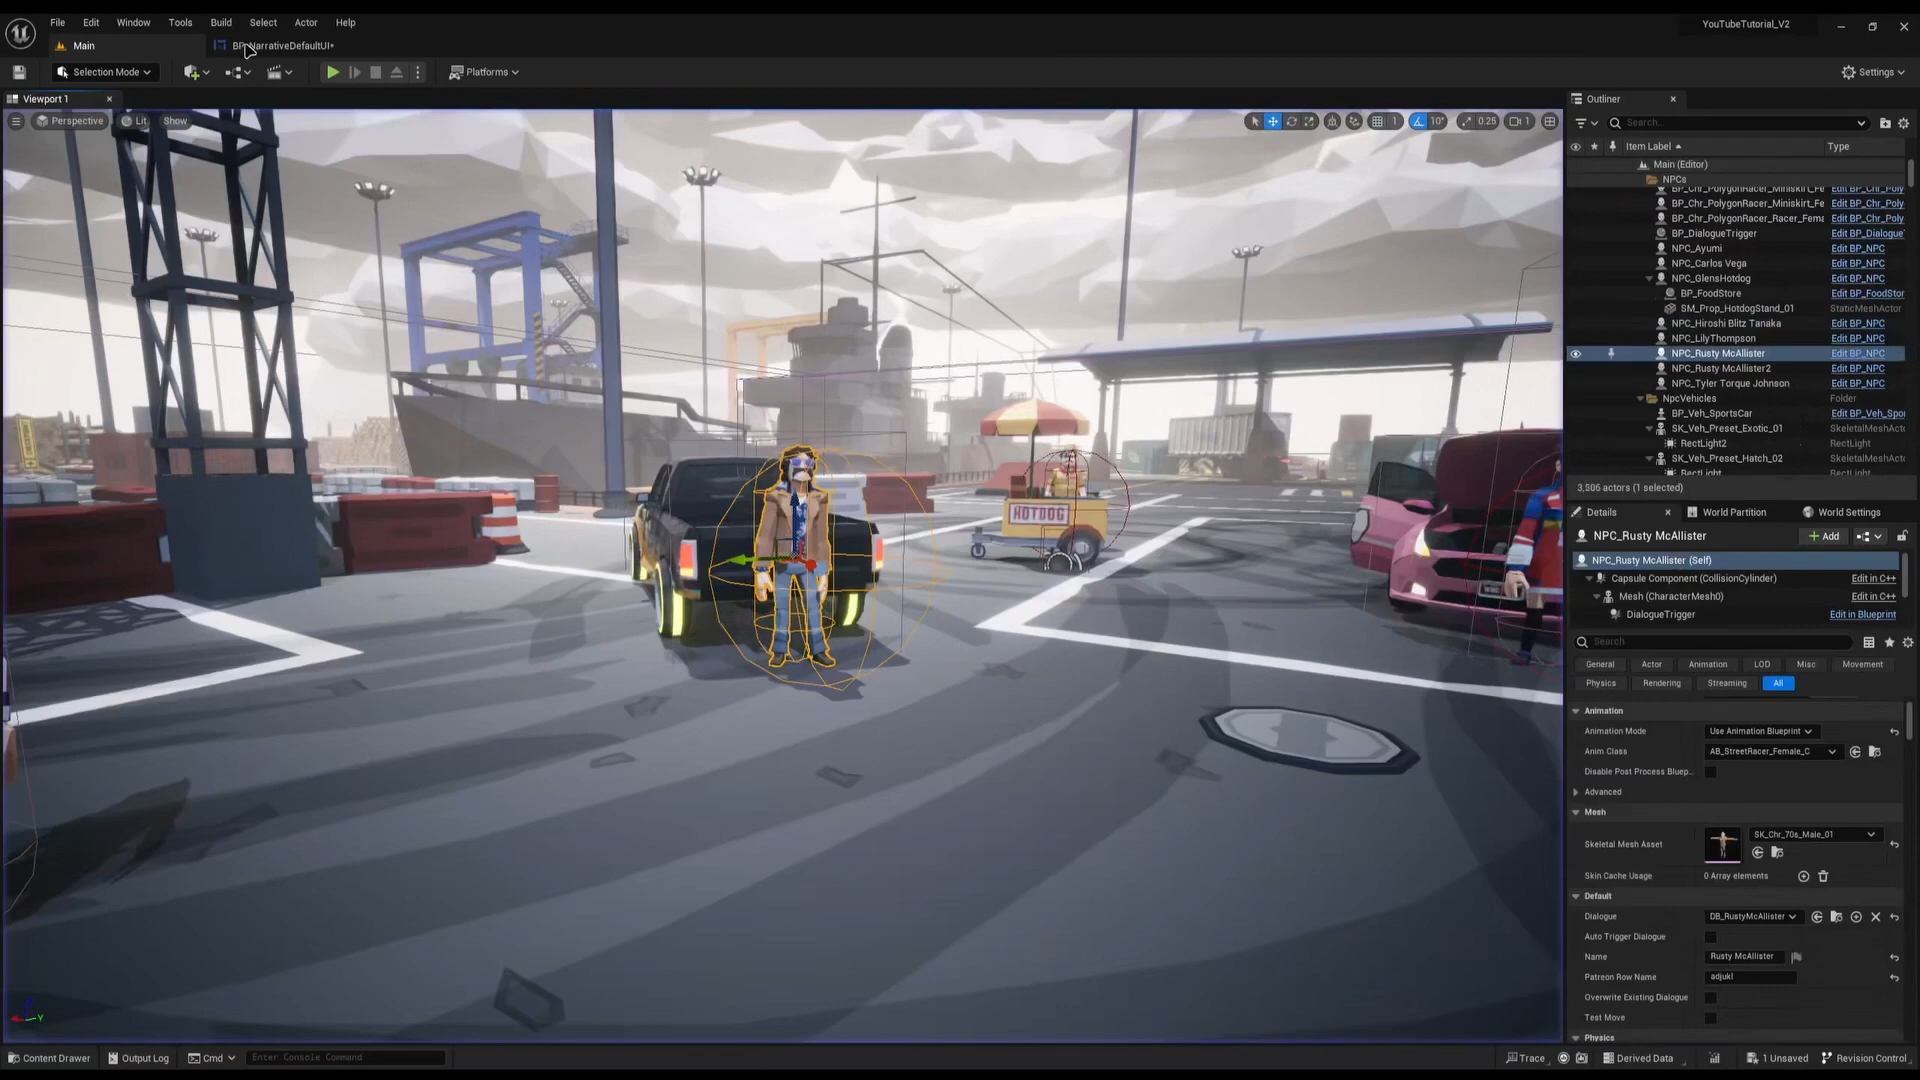 File Edit Window Tools Build Select Actor Help
YouTubeTutorial_V2
Main
BP_NarrativeDefaultUI*
Selection Mode
Platforms
Settings
Viewport 1
Perspective
Lit
Show
1
10°
0.25
1
HOTDOG
Outliner
Search...
Item Label
Type
Main (Editor)
NPCs
BP_Chr_PolygonRacer_Miniskirt_Fe Edit BP_Chr_Poly
BP_Chr_PolygonRacer_Miniskirt_Fe Edit BP_Chr_Poly
BP_Chr_PolygonRacer_Racer_Fema Edit BP_Chr_Poly
BP_DialogueTrigger Edit BP_Dialogue
NPC_Ayumi Edit BP_NPC
NPC_Carlos Vega Edit BP_NPC
NPC_GlensHotdog Edit BP_NPC
BP_FoodStore Edit BP_FoodStor
SM_Prop_HotdogStand_01 StaticMeshActor
NPC_Hiroshi Blitz Tanaka Edit BP_NPC
NPC_LilyThompson Edit BP_NPC
NPC_Rusty McAllister Edit BP_NPC
NPC_Rusty McAllister2 Edit BP_NPC
NPC_Tyler Torque Johnson Edit BP_NPC
NpcVehicles Folder
BP_Veh_SportsCar Edit BP_Veh_Spor
SK_Veh_Preset_Exotic_01 SkeletalMeshActo
RectLight2 RectLight
SK_Veh_Preset_Hatch_02 SkeletalMeshActo
RectLight RectLight
3,506 actors (1 selected)
Details
World Partition
World Settings
NPC_Rusty McAllister
Add
NPC_Rusty McAllister (Self)
Capsule Component (CollisionCylinder) Edit in C++
Mesh (CharacterMesh0) Edit in C++
DialogueTrigger Edit in Blueprint
Search
General Actor Animation LOD Misc Movement
Physics Rendering Streaming All
Animation
Animation Mode Use Animation Blueprint
Anim Class AB_StreetRacer_Female_C
Disable Post Process Bluep...
Advanced
Mesh
Skeletal Mesh Asset SK_Chr_70s_Male_01
Skin Cache Usage 0 Array elements
Default
Dialogue DB_RustyMcAllister
Auto Trigger Dialogue
Name Rusty McAllister
Patreon Row Name adjukl
Overwrite Existing Dialogue
Test Move
Physics
Y
Content Drawer
Output Log
Cmd
Enter Console Command
Trace
Derived Data
1 Unsaved
Revision Control